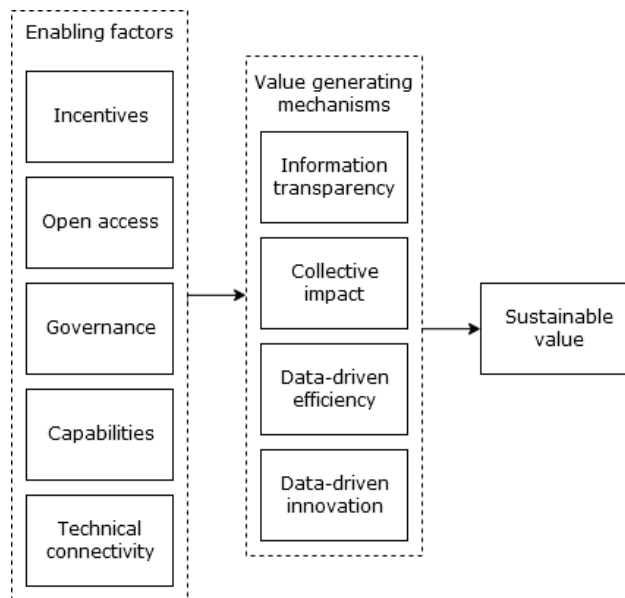 Enabling factors
Incentives
Open access
Governance
Capabilities
Technical
connectivity
Value generating
mechanisms
Information
transparency
Collective
impact
Data-driven
efficiency
Data-driven
innovation
Sustainable
value